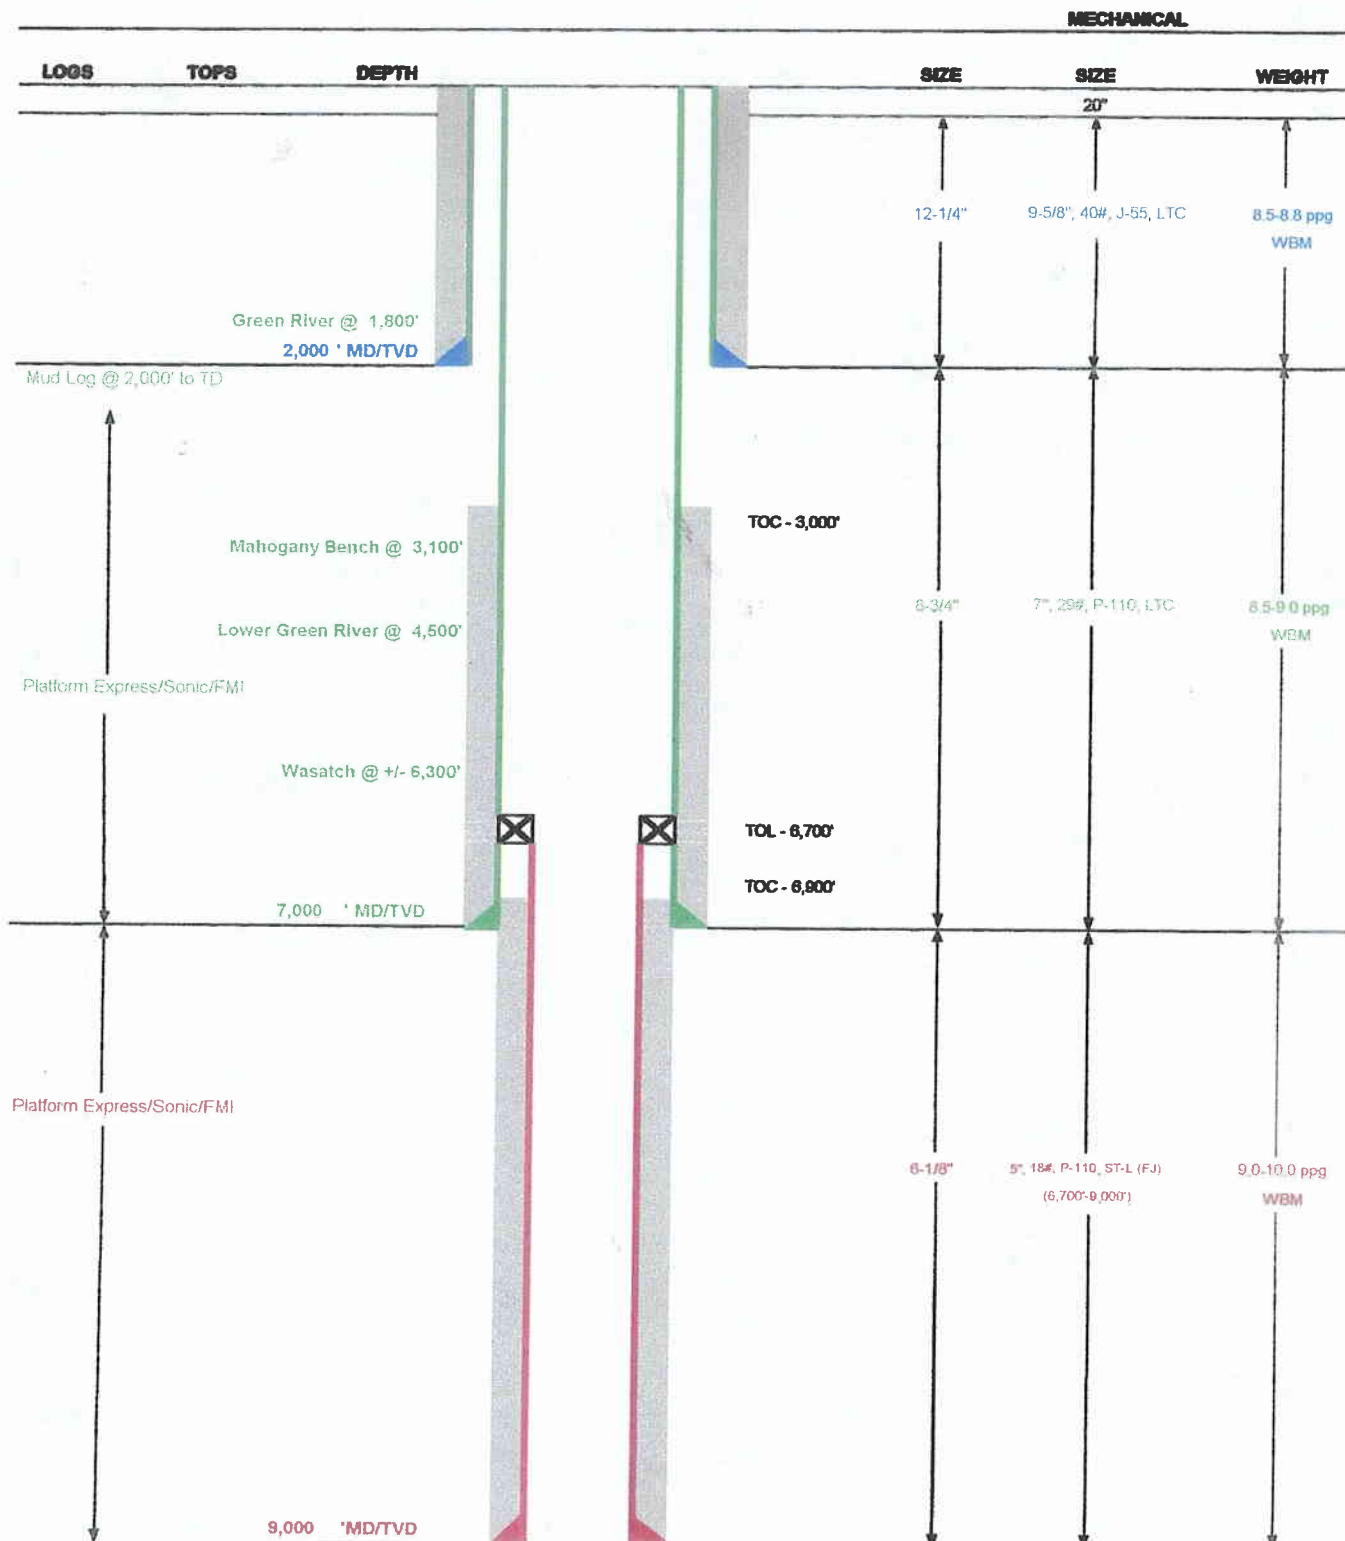 MECHANICAL
LOGS TOPS DEPTH SIZE SIZE WEIGHT
20"
12-1/4" 9-5/8", 40#, J-55, LTC 8.5-8.8 ppg
WBM
Green River @ 1,800'
2,000 ' MD/TVD
Mud Log @ 2,000' to TD
TOC - 3,000'
Mahogany Bench @ 3,100'
8-3/4" 7", 29#, P-110, LTC 8.5-9.0 ppg
WBM
Lower Green River @ 4,500'
Platform Express/Sonic/FMI
Wasatch @ +/- 6,300'
TOL - 6,700'
TOC - 6,900'
7,000 ' MD/TVD
Platform Express/Sonic/FMI
6-1/8" 5", 18#, P-110, ST-L (FJ) 9.0-10.0 ppg
(6,700'-9,000') WBM
9,000 'MD/TVD